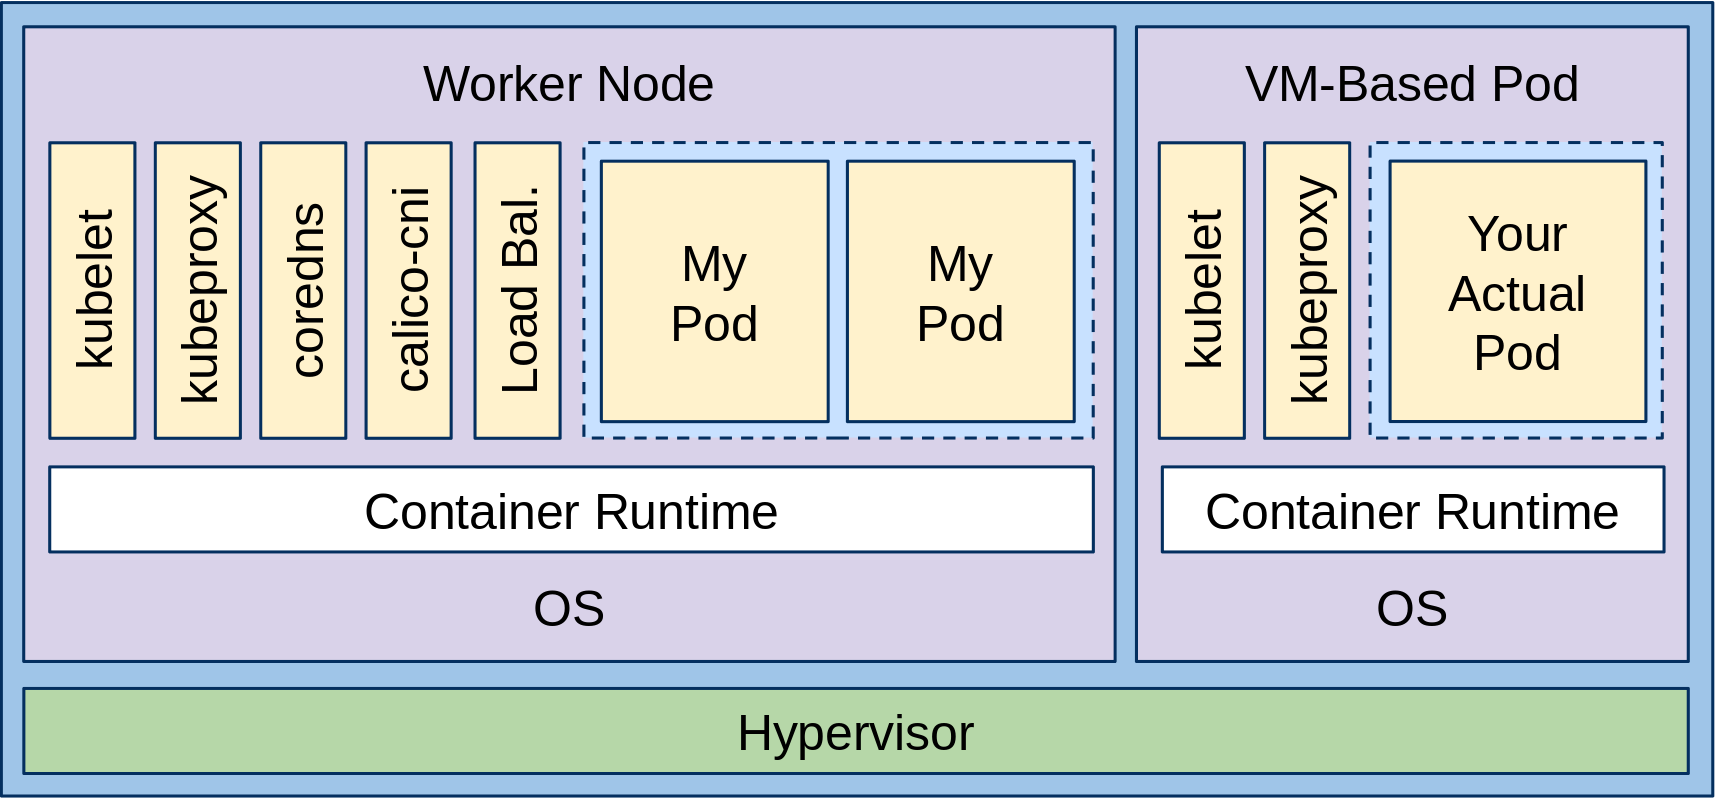 Worker Node
kubelet
kubeproxy
coredns
calico-cni
Load Bal.
My
Pod
My
Pod
Container Runtime
OS
VM-Based Pod
kubelet
kubeproxy
Your
Actual
Pod
Container Runtime
OS
Hypervisor